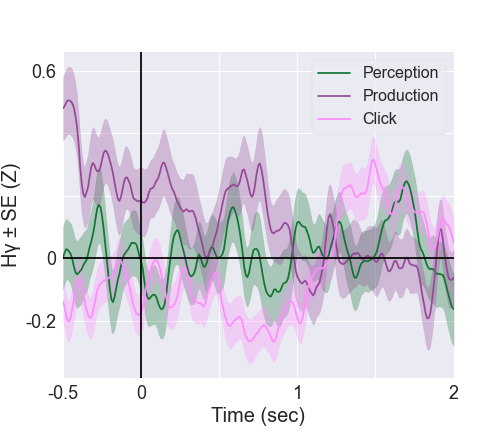 Perception
Production
Click
0.6
0
-0.2
Hγ ± SE (Z)
-0.5
0
1
2
Time (sec)